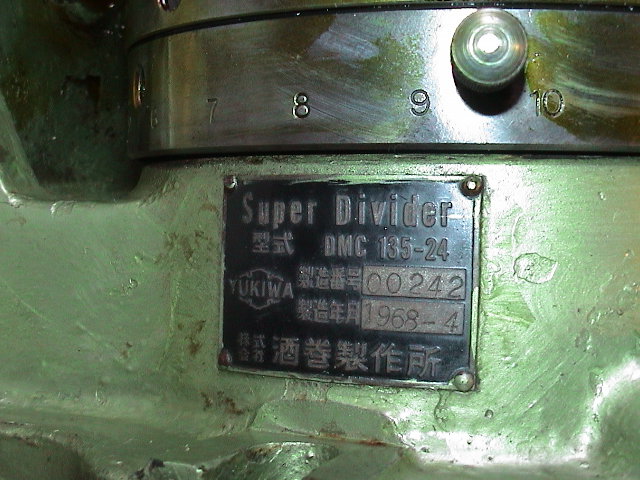 7 8 9 10
Super Divider
型式 DMC 135-24
YUKIWA
製造番号 00242
製造年月 1968-4
株式会社 酒巻製作所